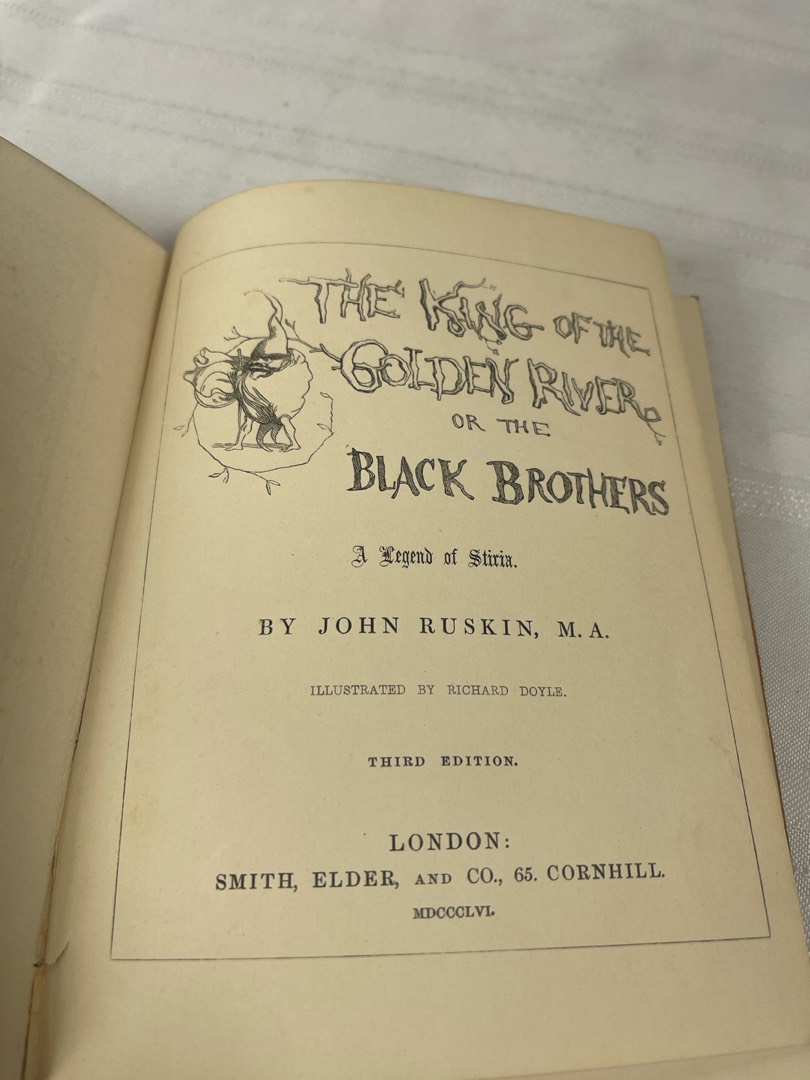 THE KING OF THE
GOLDEN RIVER
OR THE
BLACK BROTHERS
A Legend of Stiria.
BY JOHN RUSKIN, M.A.
ILLUSTRATED BY RICHARD DOYLE.
THIRD EDITION.
LONDON:
SMITH, ELDER, AND CO., 65. CORNHILL.
MDCCCLVI.